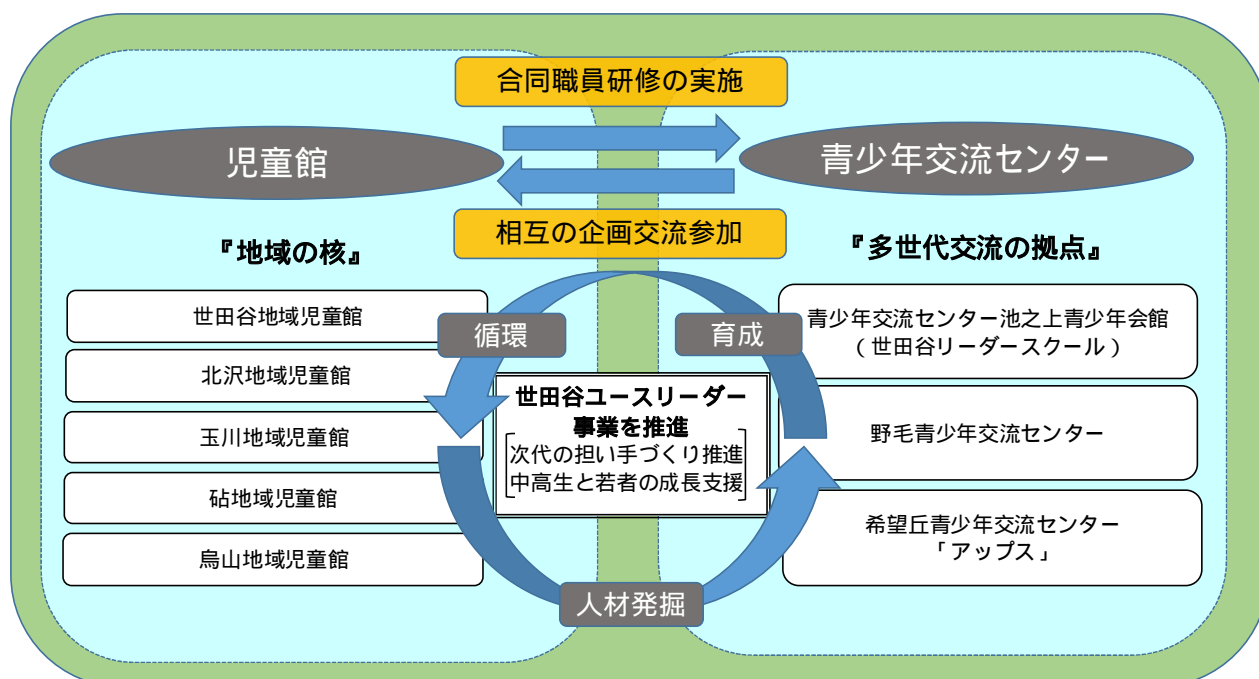 合同職員研修の実施
児童館
青少年交流センター
相互の企画交流参加
『地域の核』
『多世代交流の拠点』
世田谷地域児童館
北沢地域児童館
玉川地域児童館
砧地域児童館
烏山地域児童館
循環
育成
世田谷ユースリーダー
事業を推進
次代の担い手づくり推進
中高生と若者の成長支援
人材発掘
青少年交流センター池之上青少年会館
(世田谷リーダースクール)
野毛青少年交流センター
希望丘青少年交流センター
「アップス」